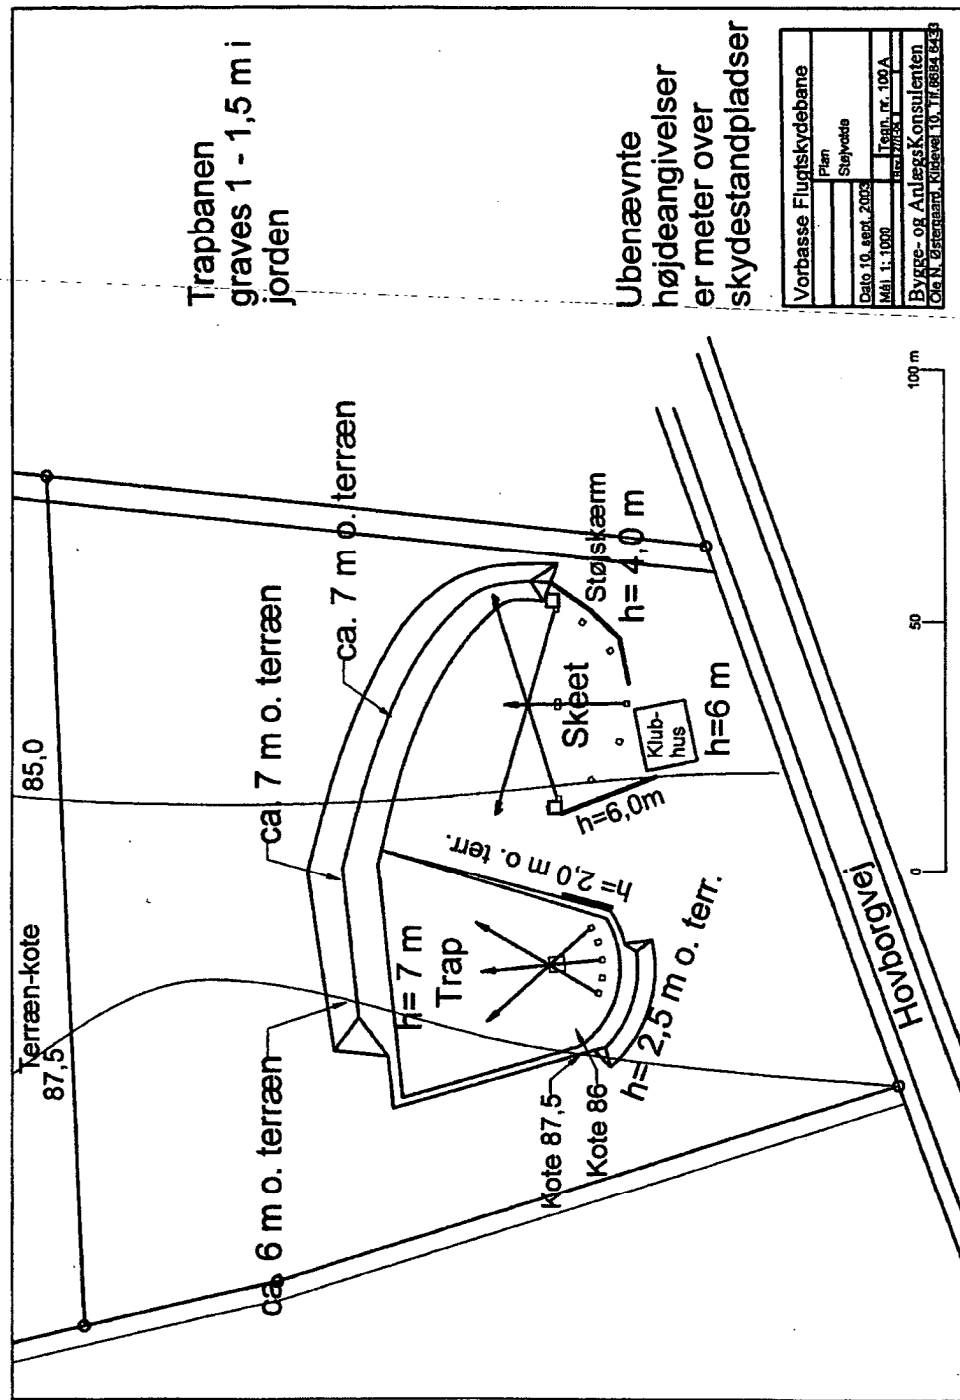 Trapbanen
graves 1 - 1,5 m i
jorden
Ubenævnte
højdeangivelser
er meter over
skydestandpladser
Terræn-kote
87,5
85,0
ca. 6 m o. terræn
ca. 7 m o. terræn
ca. 7 m o. terræn
h= 7 m
Trap
h= 2,0 m o. terr.
Skeet
Støjskærm
h= 4,0 m
h=6,0m
Klub-
hus
h=6 m
Kote 87,5
Kote 86
h= 2,5 m o. terr.
Hovborgvej
0
50
100 m
Vorbasse Flugtskydebane
Plan
Støjvolde
Dato 10. sept. 2003
Mål 1: 1000
Tegn. nr. 100A
Bygge- og AnlægsKonsulenten
Ole N. Østergaard, Kildevej 10, Tlf. 8684 8433